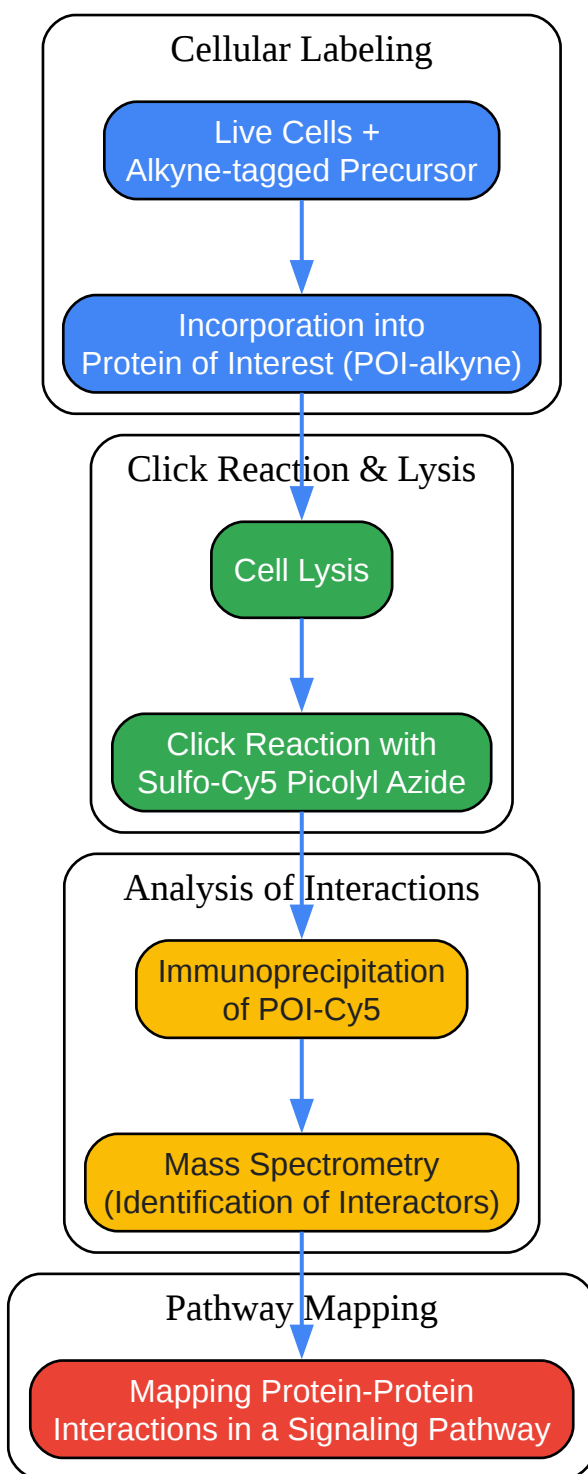 Cellular Labeling
Live Cells +
Alkyne-tagged Precursor
Incorporation into
Protein of Interest (POI-alkyne)
Click Reaction & Lysis
Cell Lysis
Click Reaction with
Sulfo-Cy5 Picolyl Azide
Analysis of Interactions
Immunoprecipitation
of POI-Cy5
Mass Spectrometry
(Identification of Interactors)
Pathway Mapping
Mapping Protein-Protein
Interactions in a Signaling Pathway